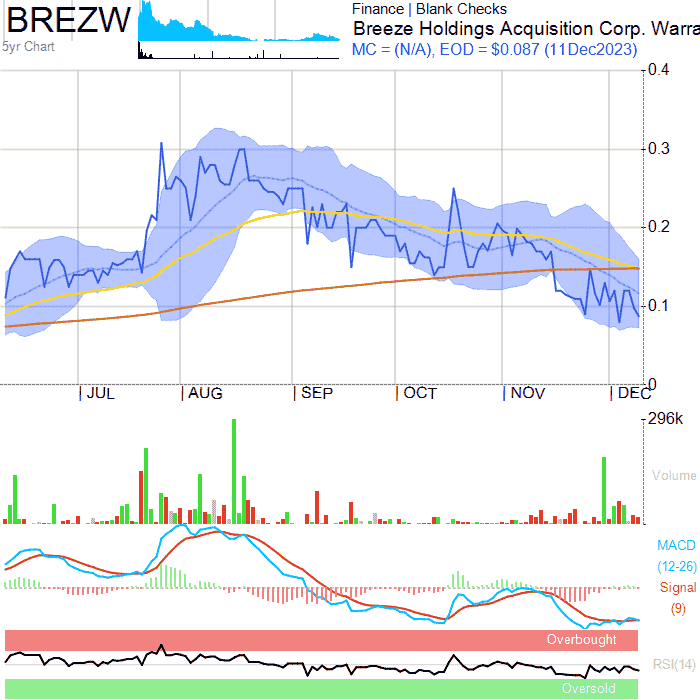 BREZW
5yr Chart
Finance | Blank Checks
Breeze Holdings Acquisition Corp. Warra
MC = (N/A), EOD = $0.087 (11Dec2023)
0.4
0.3
0.2
0.1
0
JUL AUG SEP OCT NOV DEC
296k
Volume
MACD
(12-26)
Signal
(9)
Overbought
RSI(14)
Oversold